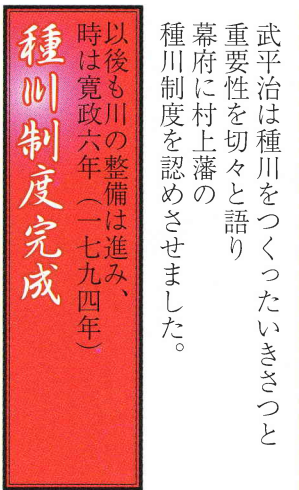 武平治は種川をつくったいきさつと
重要性を切々と語り
幕府に村上藩の
種川制度を認めさせました。
以後も川の整備は進み、
時は寛政六年（一七九四年）
種川制度完成